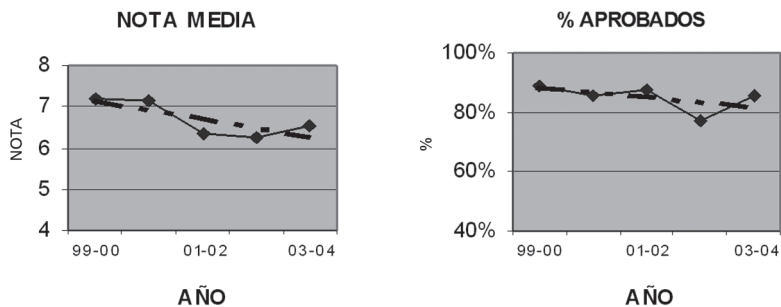 NOTA MEDIA
8
7
6
5
4
NOTA
99-00 01-02 03-04
AÑO
% APROBADOS
100%
80%
60%
40%
%
99-00 01-02 03-04
AÑO